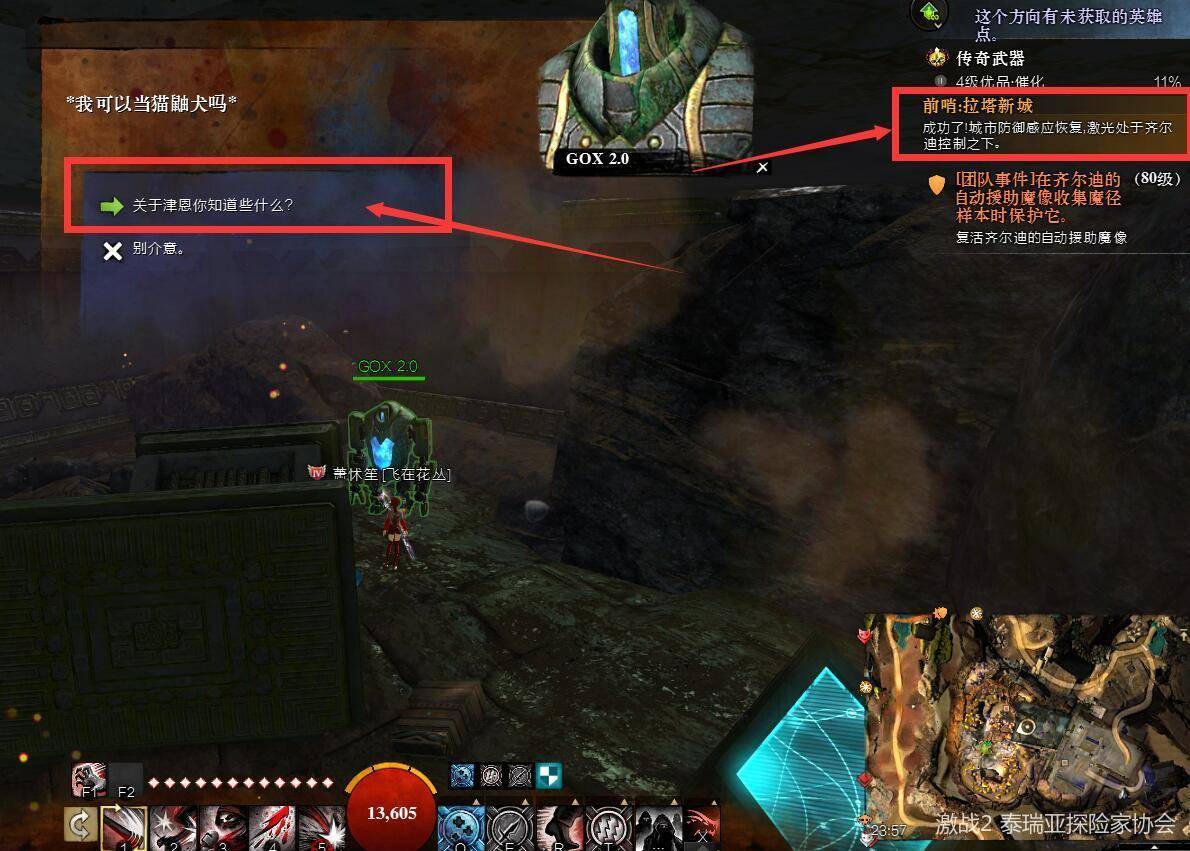 这个方向有未获取的英雄
点。
传奇武器
4级优品:催化 11%
前哨:拉塔新城
成功了!城市防御感应恢复,激光处于齐尔
迪控制之下。
[团队事件]在齐尔迪的 (80级)
自动援助魔像收集魔径
样本时保护它。
复活齐尔迪的自动援助魔像
*我可以当猫鼬犬吗*
GOX 2.0
关于津恩你知道些什么?
别介意。
GOX 2.0
萧怵笙[飞在花丛]
F1 F2
13,605
1 2 3 4 5 Q E R T X
23:57
激战2 泰瑞亚探险家协会